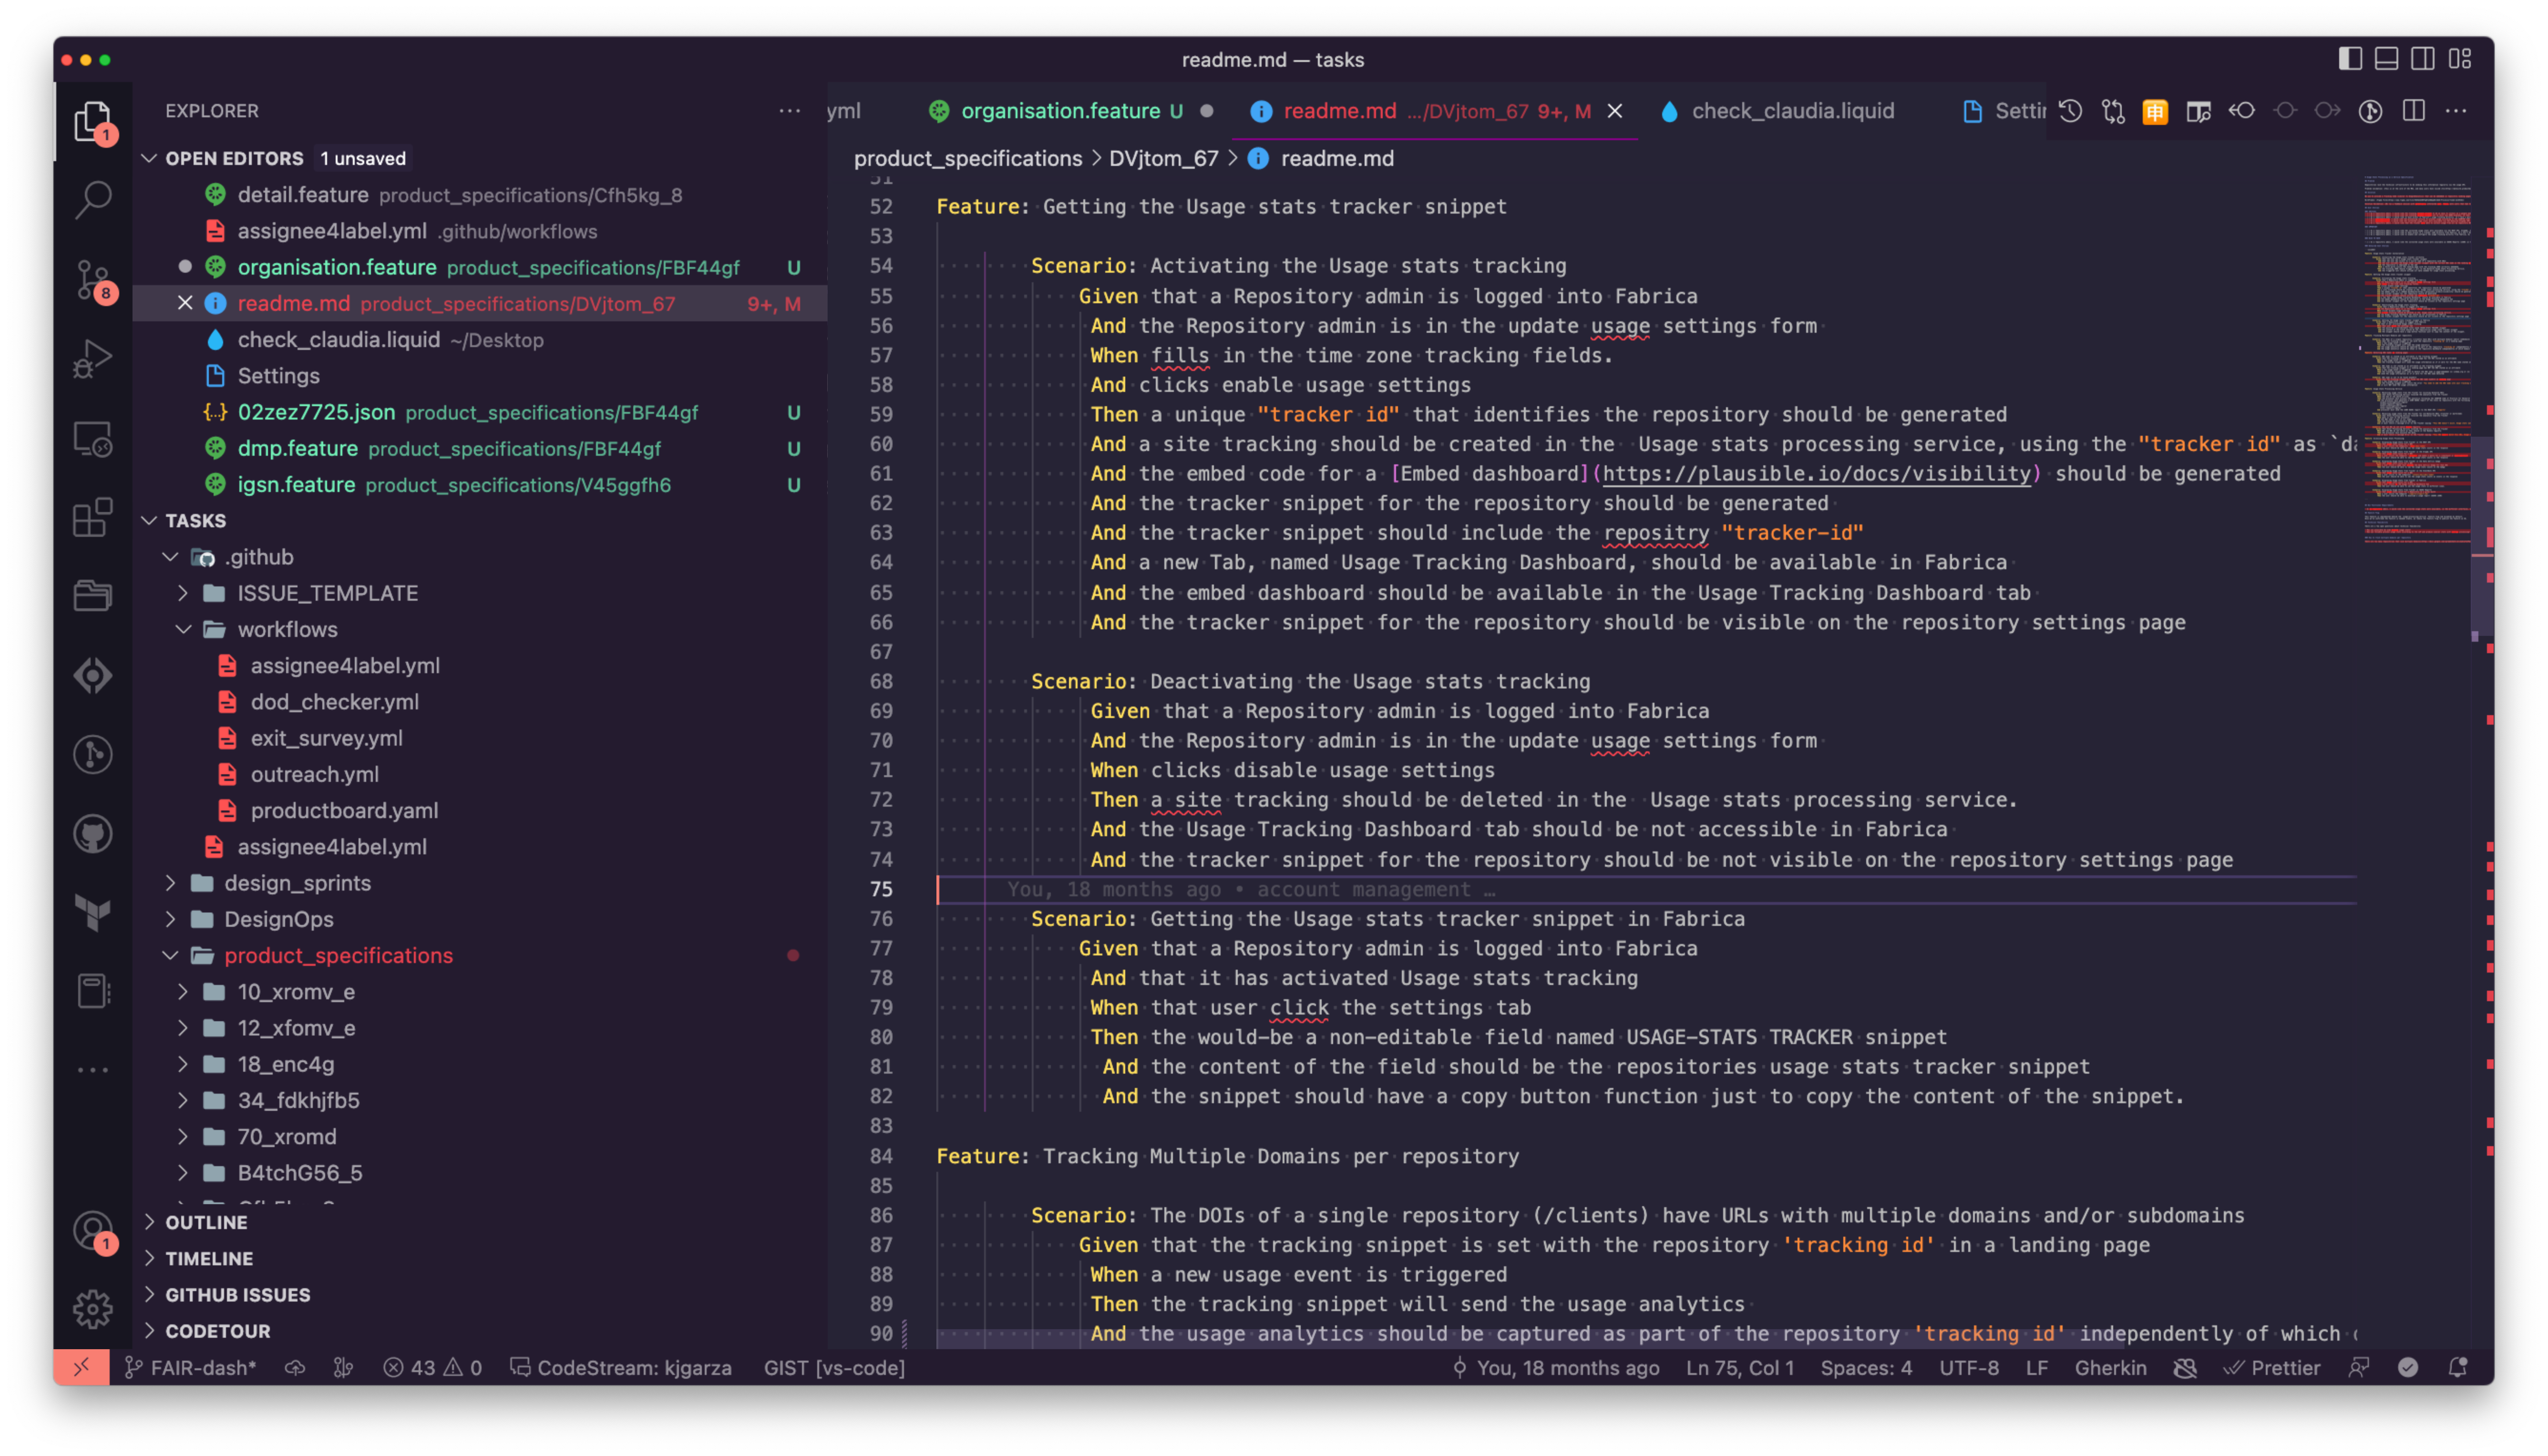 readme.md — tasks
EXPLORER
OPEN EDITORS 1 unsaved
detail.feature product_specifications/Cfh5kg_8
assignee4label.yml .github/workflows
organisation.feature product_specifications/FBF44gf U
readme.md product_specifications/DVjtom_67 9+, M
check_claudia.liquid ~/Desktop
Settings
02zez7725.json product_specifications/FBF44gf U
dmp.feature product_specifications/FBF44gf U
igsn.feature product_specifications/V45ggfh6 U
TASKS
.github
ISSUE_TEMPLATE
workflows
assignee4label.yml
dod_checker.yml
exit_survey.yml
outreach.yml
productboard.yaml
assignee4label.yml
design_sprints
DesignOps
product_specifications
10_xromv_e
12_xfomv_e
18_enc4g
34_fdkhjfb5
70_xromd
B4tchG56_5
OUTLINE
TIMELINE
GITHUB ISSUES
CODETOUR
1
8
1
yml organisation.feature U readme.md .../DVjtom_67 9+, M check_claudia.liquid Settin
product_specifications > DVjtom_67 > readme.md
51
52 Feature: Getting the Usage stats tracker snippet
53
54 Scenario: Activating the Usage stats tracking
55 Given that a Repository admin is logged into Fabrica
56 And the Repository admin is in the update usage settings form
57 When fills in the time zone tracking fields.
58 And clicks enable usage settings
59 Then a unique "tracker id" that identifies the repository should be generated
60 And a site tracking should be created in the  Usage stats processing service, using the "tracker id" as `da
61 And the embed code for a [Embed dashboard](https://plausible.io/docs/visibility) should be generated
62 And the tracker snippet for the repository should be generated
63 And the tracker snippet should include the repositry "tracker-id"
64 And a new Tab, named Usage Tracking Dashboard, should be available in Fabrica
65 And the embed dashboard should be available in the Usage Tracking Dashboard tab
66 And the tracker snippet for the repository should be visible on the repository settings page
67
68 Scenario: Deactivating the Usage stats tracking
69 Given that a Repository admin is logged into Fabrica
70 And the Repository admin is in the update usage settings form
71 When clicks disable usage settings
72 Then a site tracking should be deleted in the  Usage stats processing service.
73 And the Usage Tracking Dashboard tab should be not accessible in Fabrica
74 And the tracker snippet for the repository should be not visible on the repository settings page
75 You, 18 months ago • account management …
76 Scenario: Getting the Usage stats tracker snippet in Fabrica
77 Given that a Repository admin is logged into Fabrica
78 And that it has activated Usage stats tracking
79 When that user click the settings tab
80 Then the would-be a non-editable field named USAGE-STATS TRACKER snippet
81 And the content of the field should be the repositories usage stats tracker snippet
82 And the snippet should have a copy button function just to copy the content of the snippet.
83
84 Feature: Tracking Multiple Domains per repository
85
86 Scenario: The DOIs of a single repository (/clients) have URLs with multiple domains and/or subdomains
87 Given that the tracking snippet is set with the repository 'tracking id' in a landing page
88 When a new usage event is triggered
89 Then the tracking snippet will send the usage analytics
90 And the usage analytics should be captured as part of the repository 'tracking id' independently of which
FAIR-dash* 43 0 CodeStream: kjgarza GIST [vs-code] You, 18 months ago Ln 75, Col 1 Spaces: 4 UTF-8 LF Gherkin Prettier